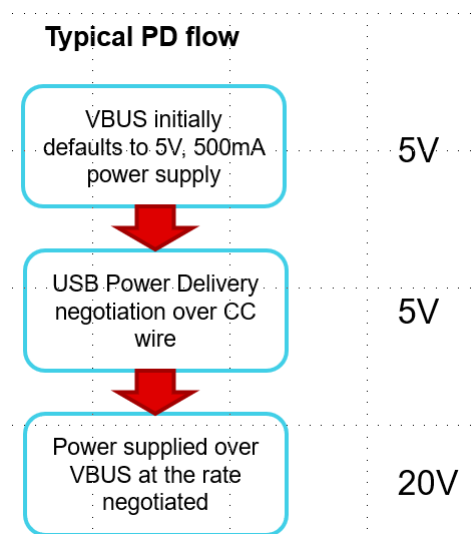 Typical PD flow
VBUS initially
defaults to 5V, 500mA
power supply
5V
USB Power Delivery
negotiation over CC
wire
5V
Power supplied over
VBUS at the rate
negotiated
20V